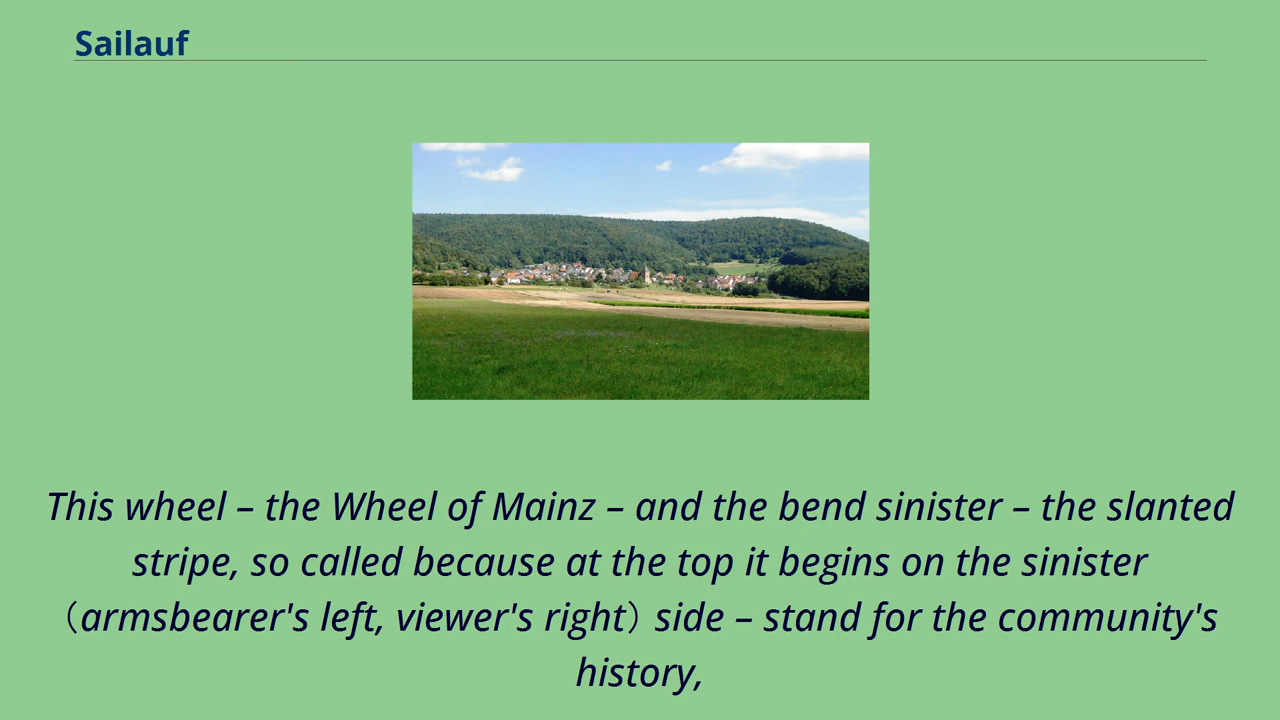 Sailauf
This wheel – the Wheel of Mainz – and the bend sinister – the slanted
stripe, so called because at the top it begins on the sinister
（armsbearer's left, viewer's right）side – stand for the community's
history,